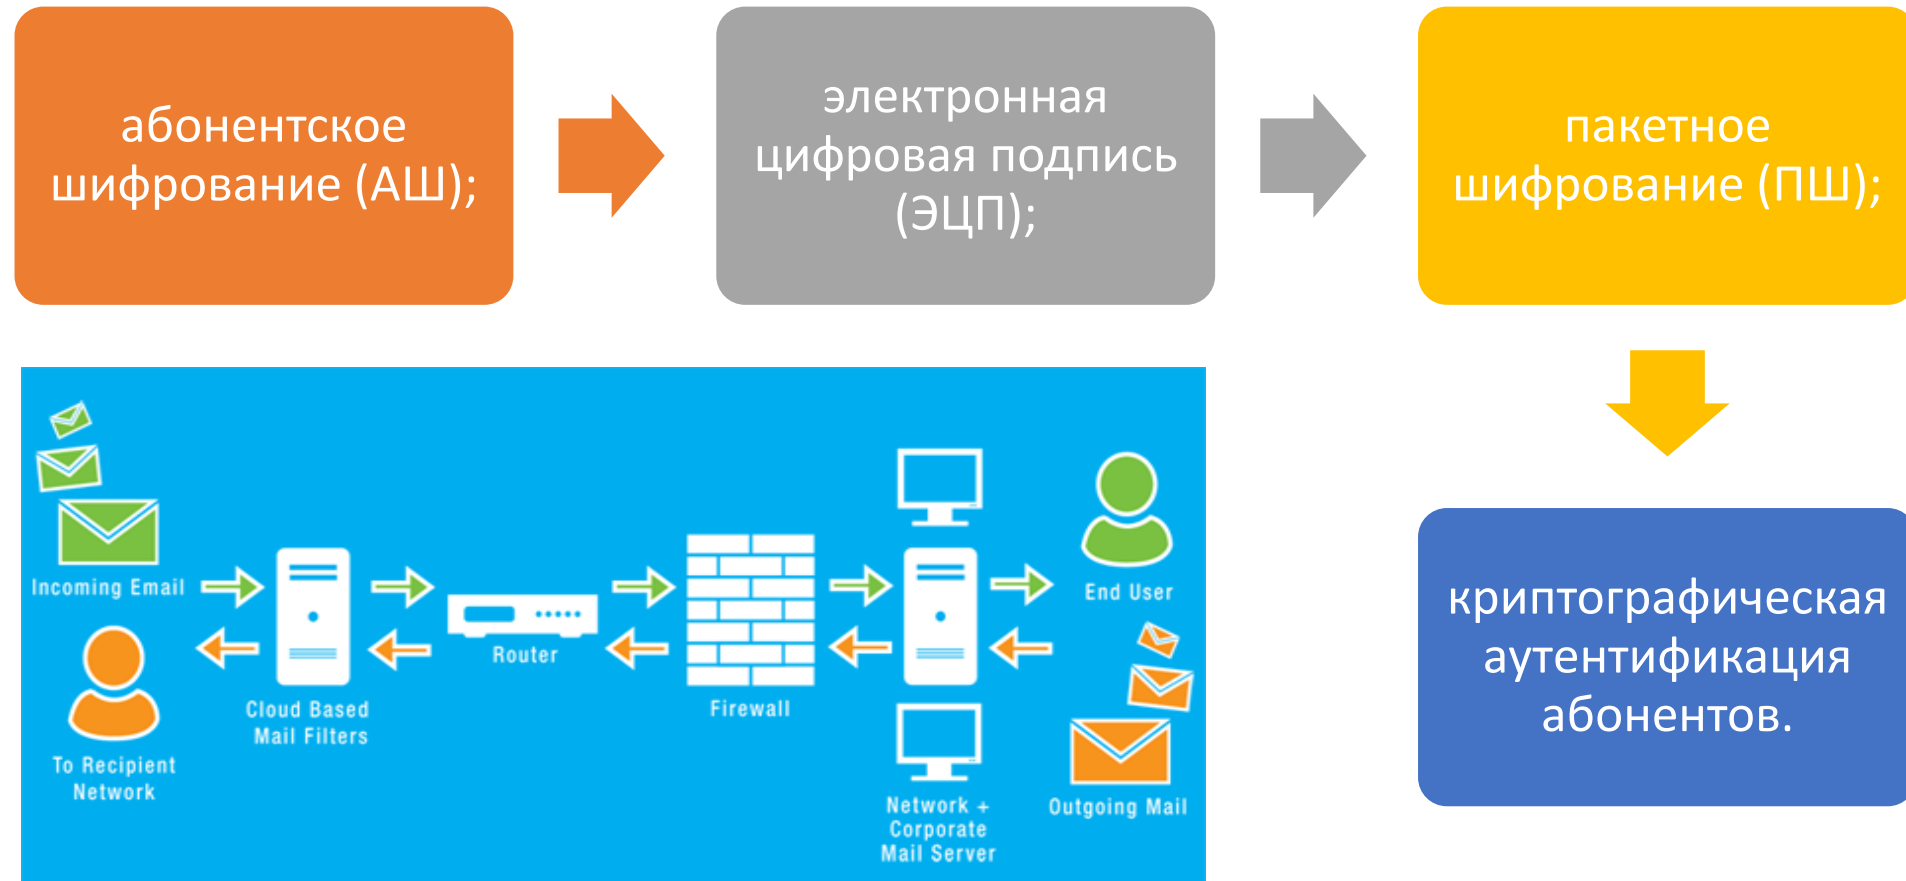 абонентское
шифрование (АШ);
электронная
цифровая подпись
(ЭЦП);
пакетное
шифрование (ПШ);
криптографическая
аутентификация
абонентов.
Incoming Email
To Recipient
Network
Cloud Based
Mail Filters
Router
Firewall
Network +
Corporate
Mail Server
End User
Outgoing Mail